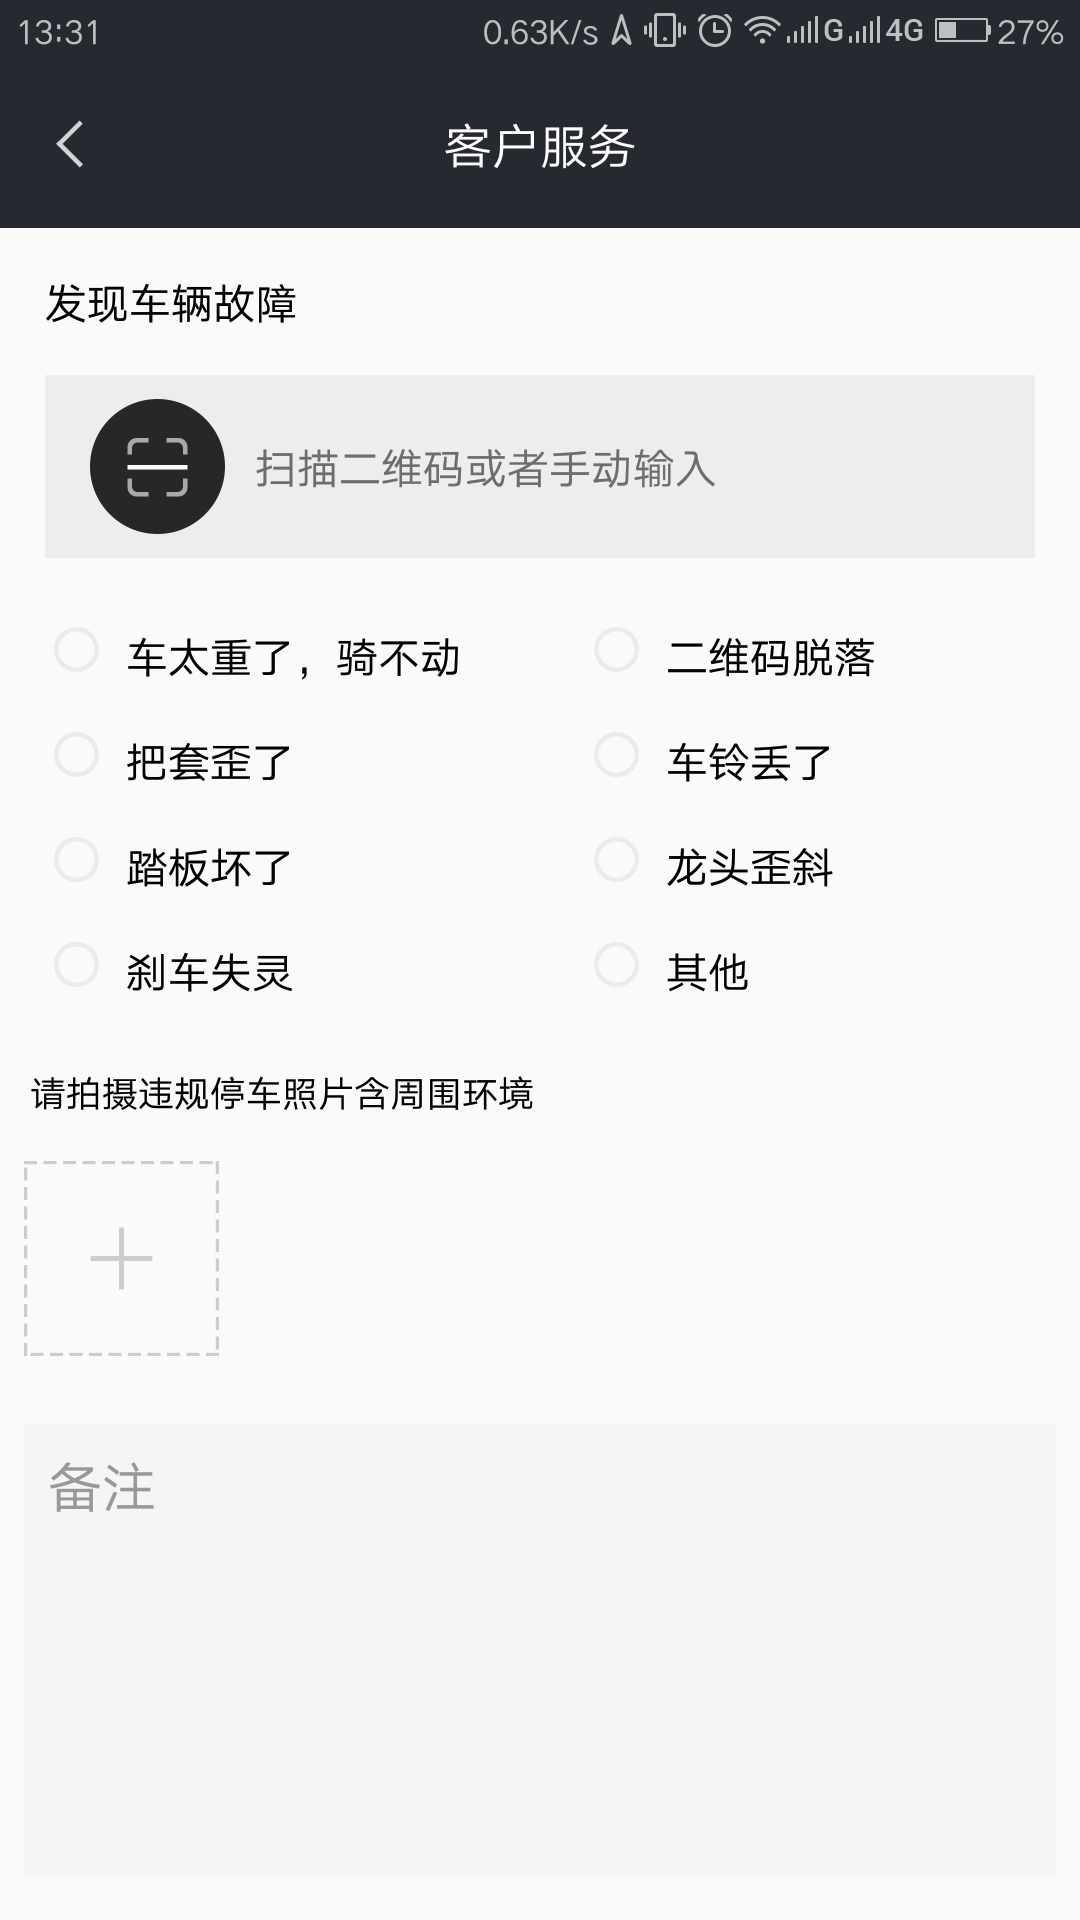 13:31 0.63K/s G 4G 27%
客户服务
发现车辆故障
扫描二维码或者手动输入
车太重了，骑不动 二维码脱落
把套歪了 车铃丢了
踏板坏了 龙头歪斜
刹车失灵 其他
请拍摄违规停车照片含周围环境
备注